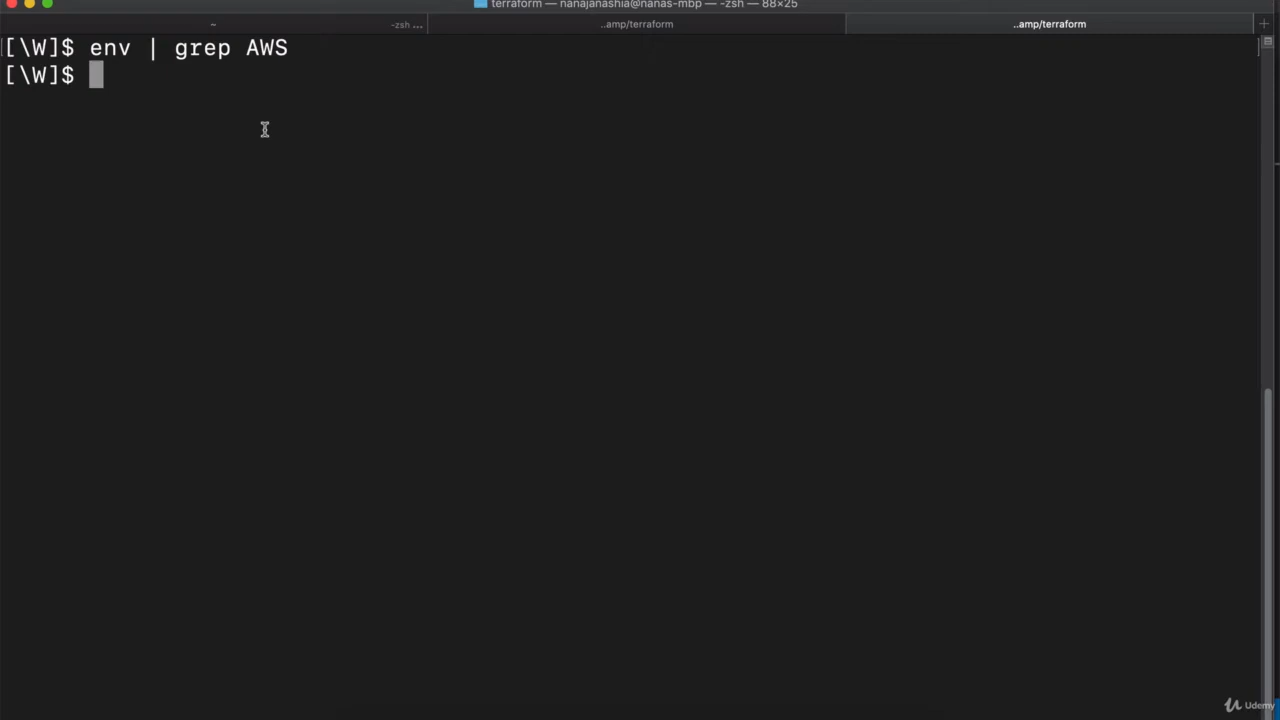 terraform — nanajanashia@nanas-mbp — -zsh — 88×25
~ -zsh ... ..amp/terraform ..amp/terraform +
[\W]$ env | grep AWS
[\W]$
Udemy